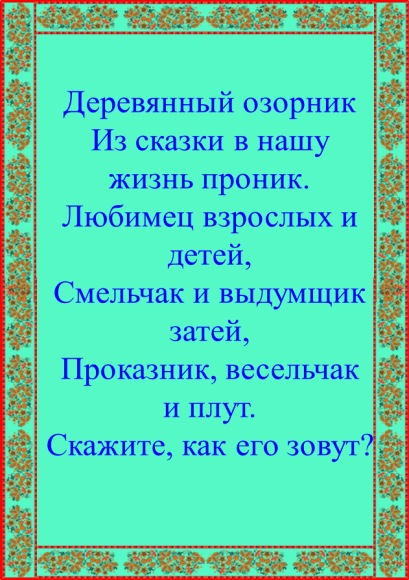 Деревянный озорник
Из сказки в нашу
жизнь проник.
Любимец взрослых и
детей,
Смельчак и выдумщик
затей,
Проказник, весельчак
и плут.
Скажите, как его зовут?